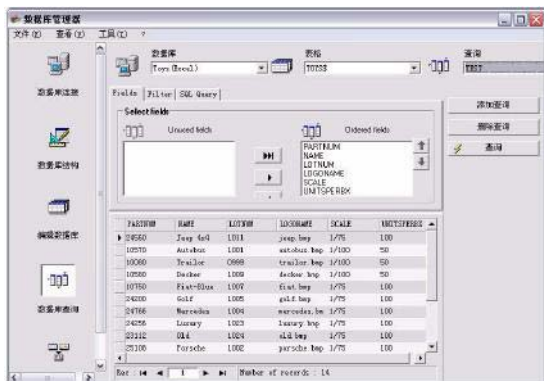 数据库管理器
文件(F) 查看(V) 工具(T) ?
数据库 表格 查询
Toys (Excel) TOYS$ TEST
数据库连接
数据库结构
编辑数据库
数据库查询
Fields Filter SQL Query
Select fields
Unused fields Ordered fields
PARTNUM
NAME
LOTNUM
LOGONAME
SCALE
UNITSPERBX
添加查询
删除查询
查询
PARTNUM NAME LOTNUM LOGONAME SCALE UNITSPERBX
24560 Jeep 4x4 1011 jeep.bmp 1/75 100
10570 Autobus 1001 autobus.bmp 1/100 50
10080 Trailor 0999 trailor.bmp 1/100 50
10580 Decker 1009 decker.bmp 1/100 50
10750 Fiat-Uno 1007 fiat.bmp 1/75 100
24200 Golf 1005 golf.bmp 1/75 100
24766 Mercedes 1004 mercedes.bm 1/75 100
24256 Luxury 1023 luxury.bmp 1/75 100
23112 Old 1024 old.bmp 1/75 100
25106 Porsche 1002 porsche.bmp 1/75 100
Rec : 1 Number of records : 14